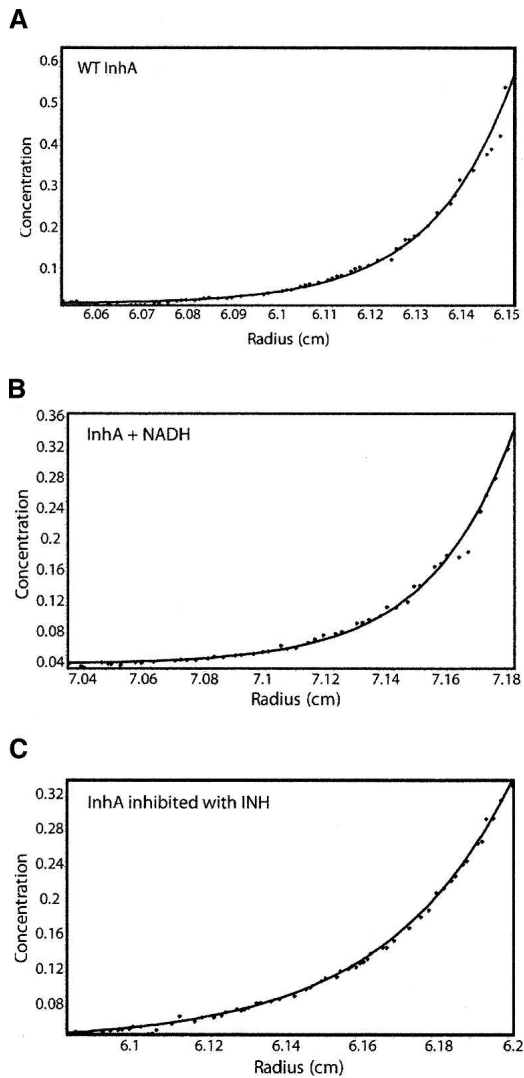 A
WT InhA
0.6
0.5
0.4
0.3
0.2
0.1
Concentration
6.06 6.07 6.08 6.09 6.10 6.11 6.12 6.13 6.14 6.15
Radius (cm)
B
InhA + NADH
0.36
0.32
0.28
0.24
0.2
0.16
0.12
0.08
0.04
Concentration
7.04 7.06 7.08 7.1 7.12 7.14 7.16 7.18
Radius (cm)
C
InhA inhibited with INH
0.32
0.28
0.24
0.2
0.16
0.12
0.08
Concentration
6.1 6.12 6.14 6.16 6.18 6.2
Radius (cm)